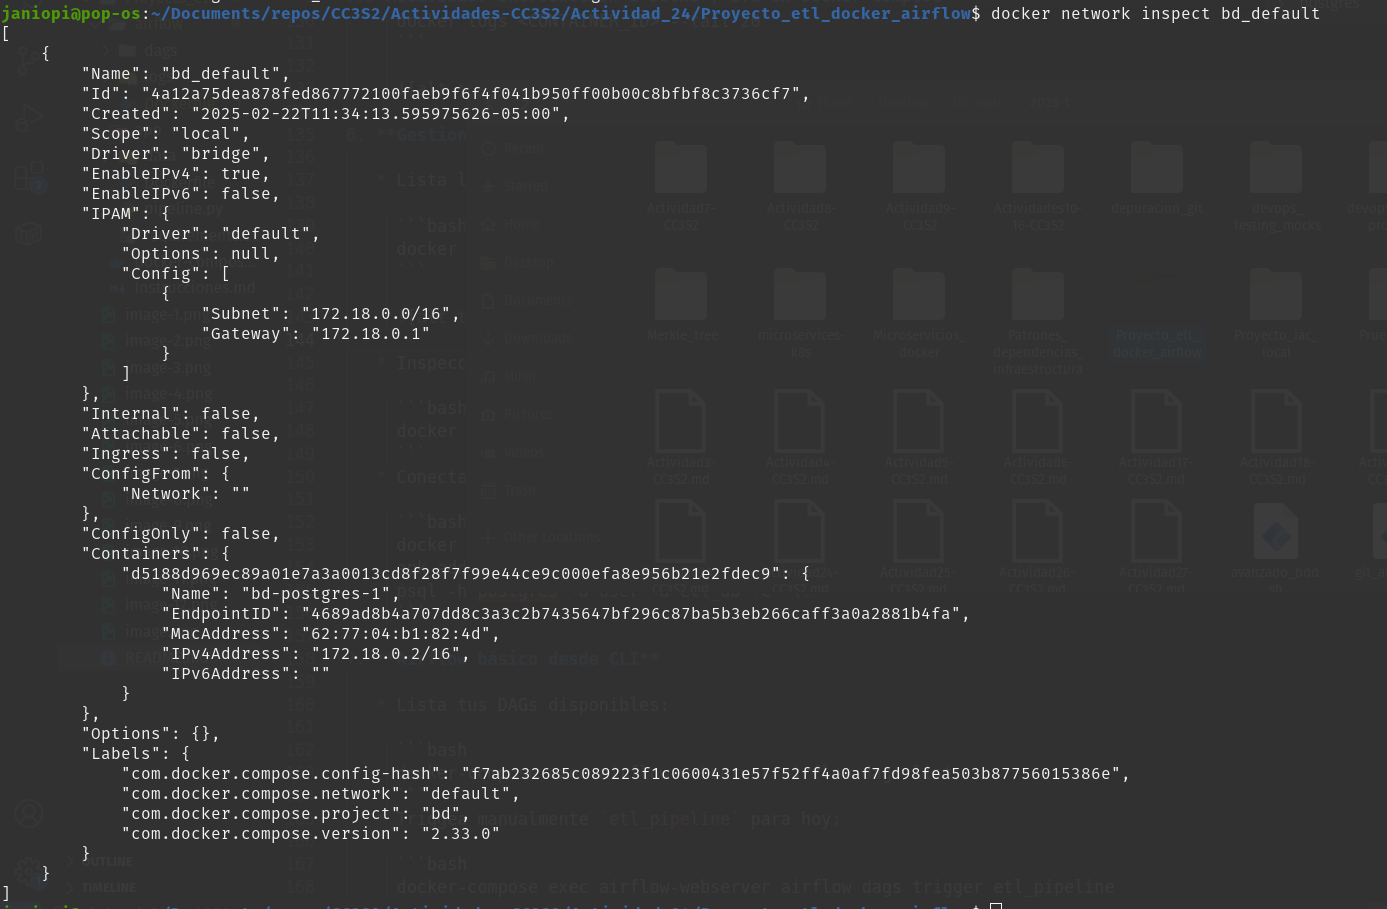 janiopi@pop-os:~/Documents/repos/CC3S2/Actividades-CC3S2/Actividad_24/Proyecto_etl_docker_airflow$ docker network inspect bd_default
[
    {
        "Name": "bd_default",
        "Id": "4a12a75dea878fed867772100faeb9f6f4f041b950ff00b00c8bfbf8c3736cf7",
        "Created": "2025-02-22T11:34:13.595975626-05:00",
        "Scope": "local",
        "Driver": "bridge",
        "EnableIPv4": true,
        "EnableIPv6": false,
        "IPAM": {
            "Driver": "default",
            "Options": null,
            "Config": [
                {
                    "Subnet": "172.18.0.0/16",
                    "Gateway": "172.18.0.1"
                }
            ]
        },
        "Internal": false,
        "Attachable": false,
        "Ingress": false,
        "ConfigFrom": {
            "Network": ""
        },
        "ConfigOnly": false,
        "Containers": {
            "d5188d969ec89a01e7a3a0013cd8f28f7f99e44ce9c000efa8e956b21e2fdec9": {
                "Name": "bd-postgres-1",
                "EndpointID": "4689ad8b4a707dd8c3a3c2b7435647bf296c87ba5b3eb266caff3a0a2881b4fa",
                "MacAddress": "62:77:04:b1:82:4d",
                "IPv4Address": "172.18.0.2/16",
                "IPv6Address": ""
            }
        },
        "Options": {},
        "Labels": {
            "com.docker.compose.config-hash": "f7ab232685c089223f1c0600431e57f52ff4a0af7fd98fea503b87756015386e",
            "com.docker.compose.network": "default",
            "com.docker.compose.project": "bd",
            "com.docker.compose.version": "2.33.0"
        }
    }
]